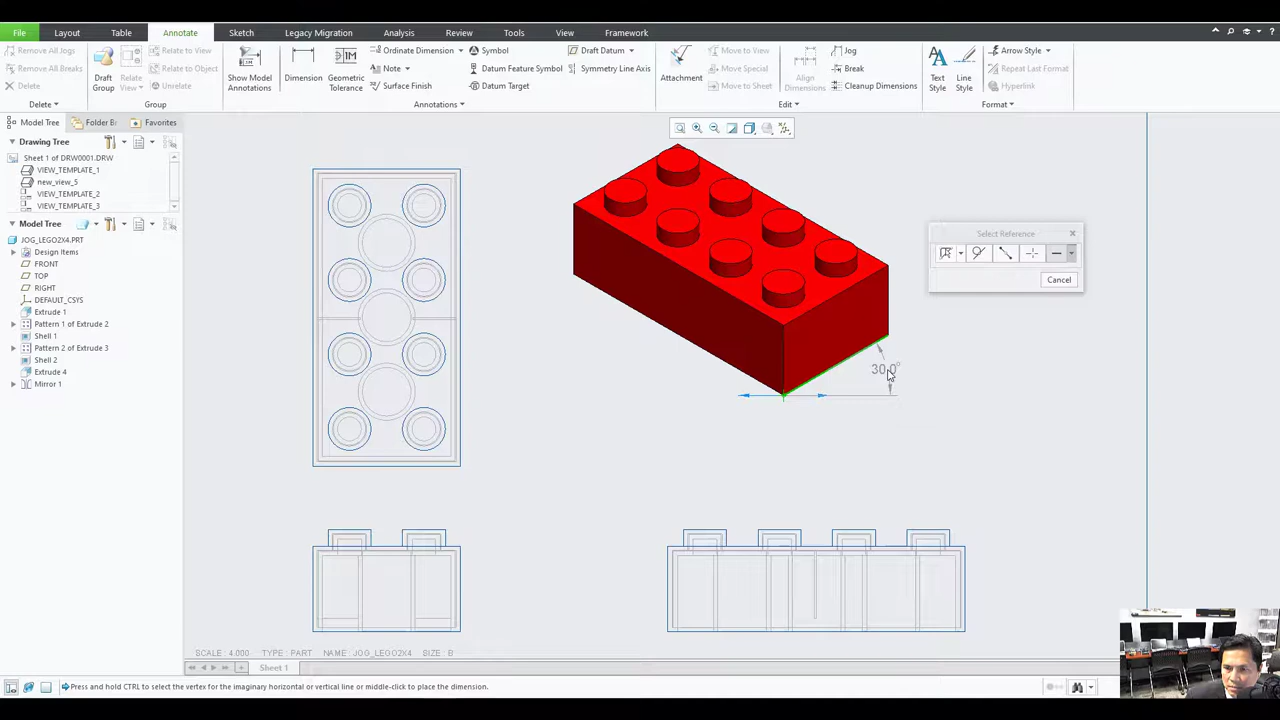 File Layout Table Annotate Sketch Legacy Migration Analysis Review Tools View Framework
Remove All Jogs
Remove All Breaks
Delete
Delete
Draft Group
Relate View
Relate to View
Relate to Object
Unrelate
Group
Show Model Annotations
Dimension
Geometric Tolerance
Ordinate Dimension
Note
Surface Finish
Symbol
Datum Feature Symbol
Datum Target
Draft Datum
Symmetry Line Axis
Annotations
Attachment
Move to View
Move Special
Move to Sheet
Align Dimensions
Jog
Break
Cleanup Dimensions
Edit
Text Style
Line Style
Arrow Style
Repeat Last Format
Hyperlink
Format
Model Tree Folder B Favorites
Drawing Tree
Sheet 1 of DRW0001.DRW
VIEW_TEMPLATE_1
new_view_5
VIEW_TEMPLATE_2
VIEW_TEMPLATE_3
Model Tree
JOG_LEGO2X4.PRT
Design Items
FRONT
TOP
RIGHT
DEFAULT_CSYS
Extrude 1
Pattern 1 of Extrude 2
Shell 1
Pattern 2 of Extrude 3
Shell 2
Extrude 4
Mirror 1
Select Reference
Cancel
30.0°
SCALE : 4.000 TYPE : PART NAME : JOG_LEGO2X4 SIZE : B
Sheet 1
Press and hold CTRL to select the vertex for the imaginary horizontal or vertical line or middle-click to place the dimension.